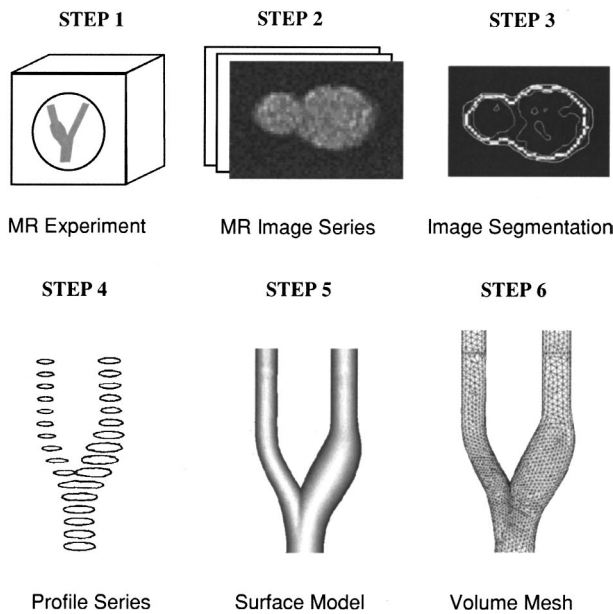 STEP 1
STEP 2
STEP 3
MR Experiment
MR Image Series
Image Segmentation
STEP 4
STEP 5
STEP 6
Profile Series
Surface Model
Volume Mesh